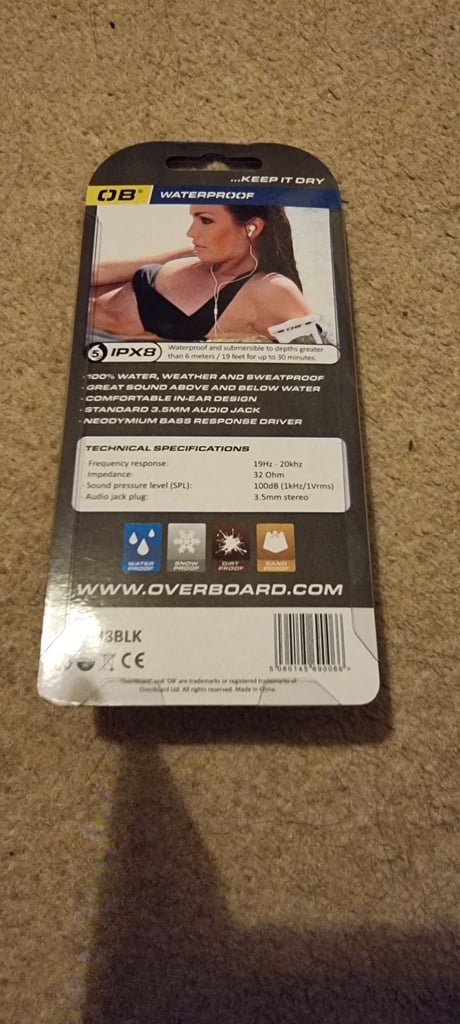 ...KEEP IT DRY
OB®
WATERPROOF
OB
5 IPX8
Waterproof and submersible to depths greater
than 6 meters / 19 feet for up to 30 minutes.
- 100% WATER, WEATHER AND SWEATPROOF
- GREAT SOUND ABOVE AND BELOW WATER
- COMFORTABLE IN-EAR DESIGN
- STANDARD 3.5MM AUDIO JACK
- NEODYMIUM BASS RESPONSE DRIVER
TECHNICAL SPECIFICATIONS
Frequency response: 19Hz - 20khz
Impedance: 32 Ohm
Sound pressure level (SPL): 100dB (1kHz/1Vrms)
Audio jack plug: 3.5mm stereo
WATER PROOF
SNOW PROOF
DIRT PROOF
SAND PROOF
WWW.OVERBOARD.COM
3BLK
CE
5 060145 690066 >
'OverBoard' and 'OB' are trademarks or registered trademarks of
OverBoard Ltd. All rights reserved. Made in China.